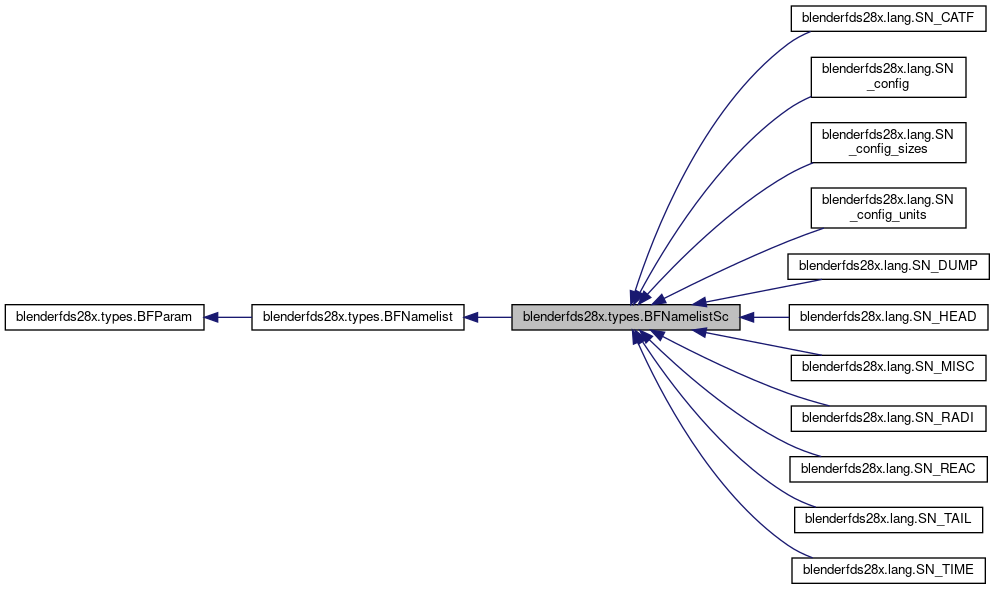 blenderfds28x.lang.SN_CATF
blenderfds28x.lang.SN
_config
blenderfds28x.lang.SN
_config_sizes
blenderfds28x.lang.SN
_config_units
blenderfds28x.lang.SN_DUMP
blenderfds28x.types.BFParam
blenderfds28x.types.BFNamelist
blenderfds28x.types.BFNamelistSc
blenderfds28x.lang.SN_HEAD
blenderfds28x.lang.SN_MISC
blenderfds28x.lang.SN_RADI
blenderfds28x.lang.SN_REAC
blenderfds28x.lang.SN_TAIL
blenderfds28x.lang.SN_TIME